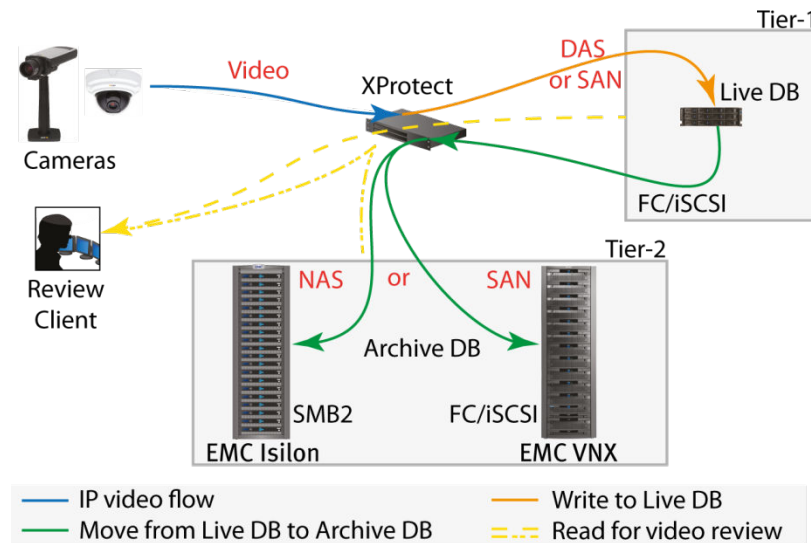 Tier-1
Video
XProtect
DAS
or SAN
Live DB
Cameras
FC/iSCSI
Review
Client
Tier-2
NAS or SAN
Archive DB
SMB2
FC/iSCSI
EMC Isilon
EMC VNX
IP video flow
Write to Live DB
Move from Live DB to Archive DB
Read for video review